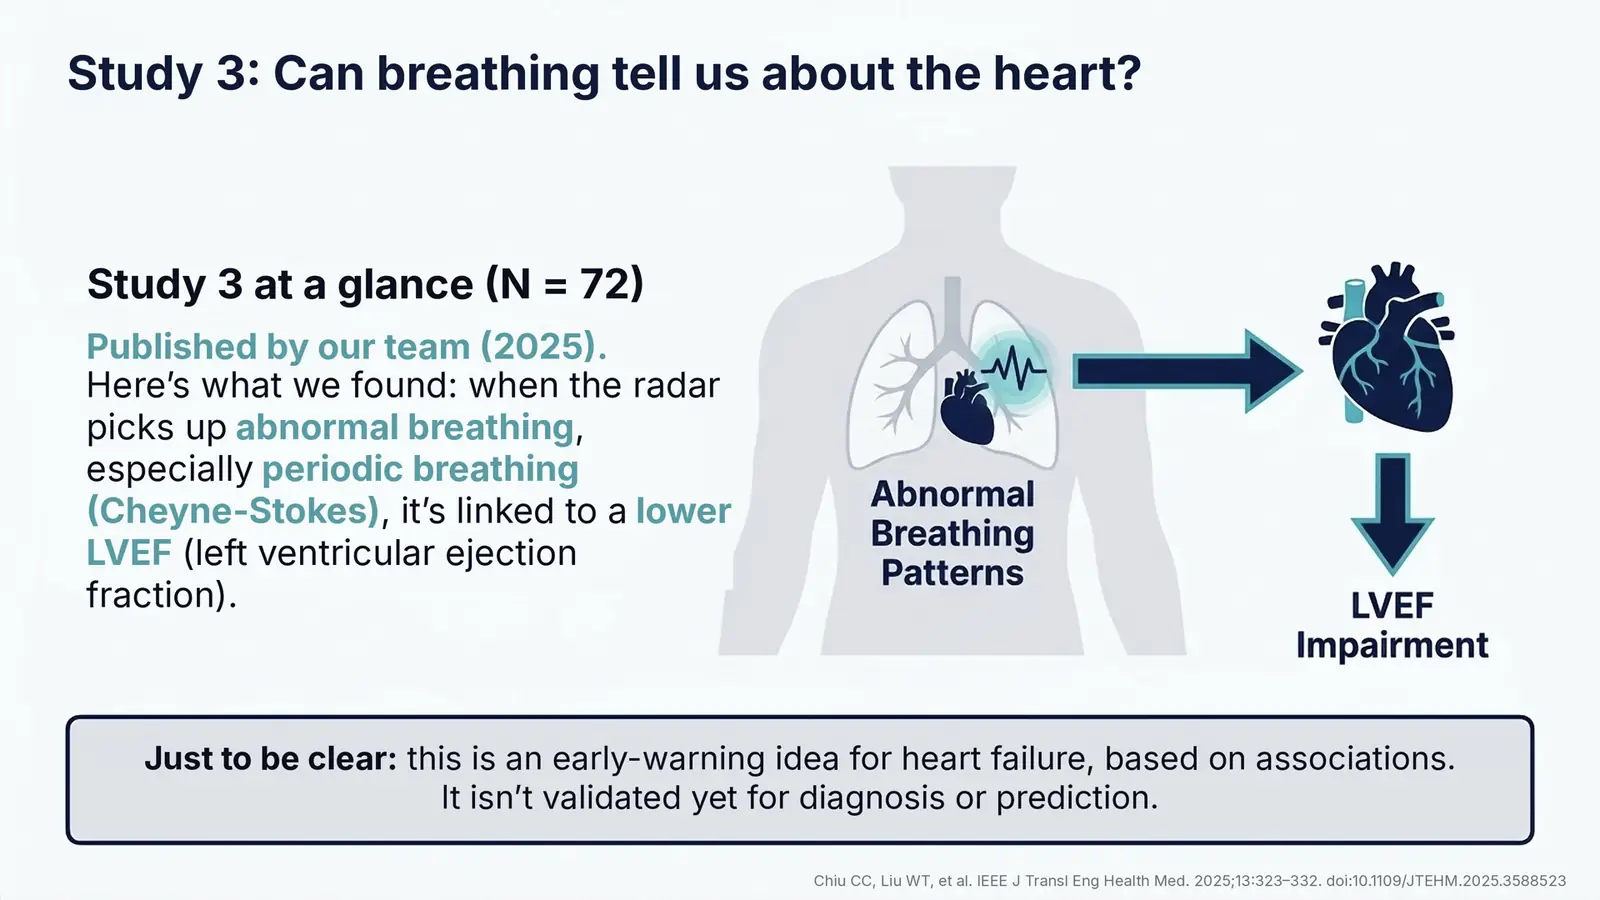 Study 3: Can breathing tell us about the heart?
Study 3 at a glance (N = 72)
Published by our team (2025).
Here’s what we found: when the radar
picks up abnormal breathing,
especially periodic breathing
(Cheyne-Stokes), it’s linked to a lower
LVEF (left ventricular ejection
fraction).
Abnormal
Breathing
Patterns
LVEF
Impairment
Just to be clear: this is an early-warning idea for heart failure, based on associations.
It isn’t validated yet for diagnosis or prediction.
Chiu CC, Liu WT, et al. IEEE J Transl Eng Health Med. 2025;13:323–332. doi:10.1109/JTEHM.2025.3588523